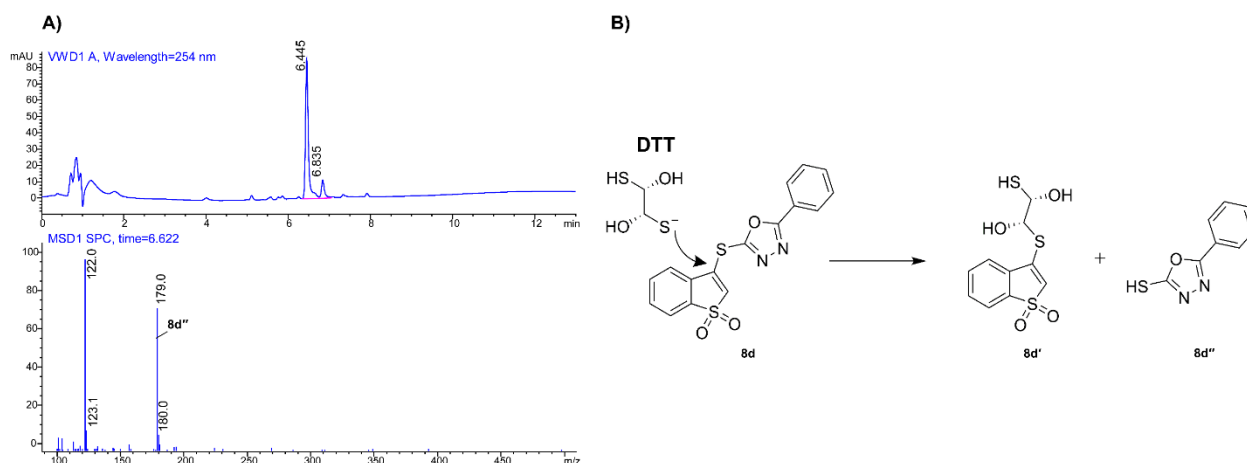 A)
VWD1 A, Wavelength=254 nm
mAU
80
70
60
50
40
30
20
10
0
6.445
6.835
0
2
4
6
8
10
12
min
MSD1 SPC, time=6.622
100
80
60
40
20
0
122.0
123.1
179.0
8d″
180.0
100
150
200
250
300
350
400
450
m/z
B)
DTT
HS
OH
HO
S−
S
O
N
N
S
O
O
8d
HS
OH
HO
S
S
O
O
8d′
+
HS
O
N
N
8d″